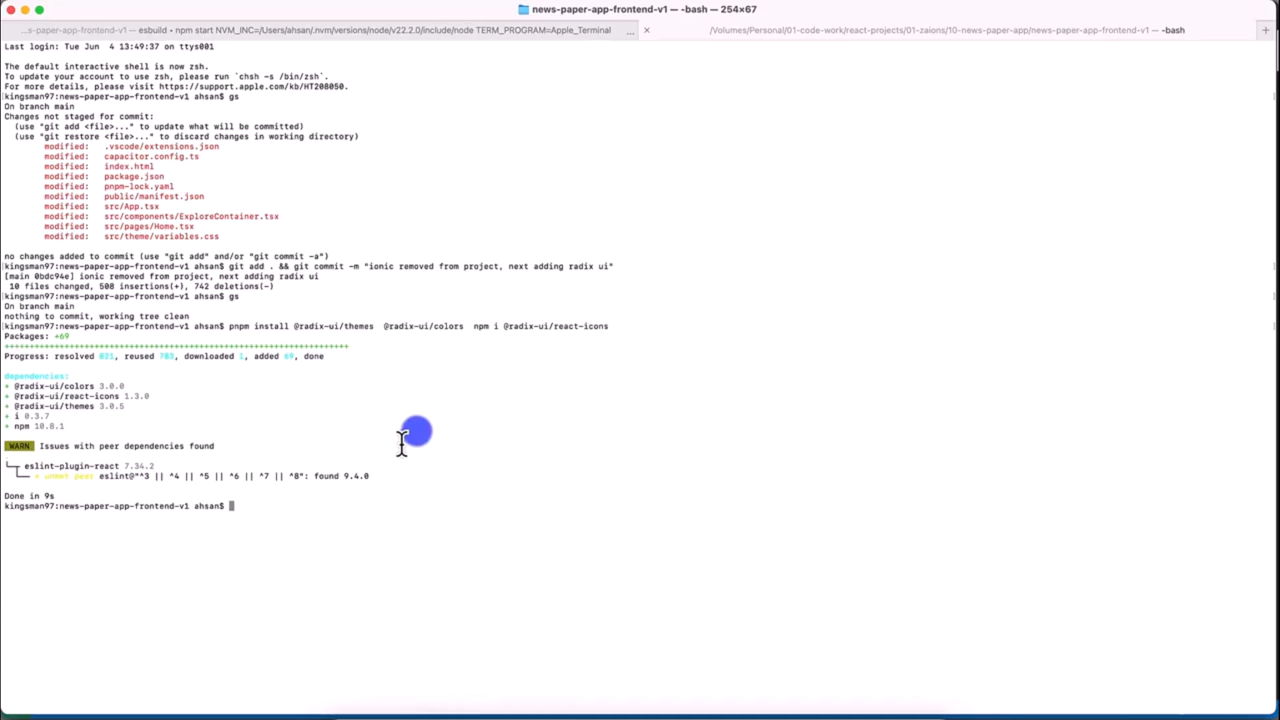 news-paper-app-frontend-v1 — -bash — 254×67
...s-paper-app-frontend-v1 — esbuild • npm start NVM_INC=/Users/ahsan/.nvm/versions/node/v22.2.0/include/node TERM_PROGRAM=Apple_Terminal ...
/Volumes/Personal/01-code-work/react-projects/01-zaions/10-news-paper-app/news-paper-app-frontend-v1 — -bash
Last login: Tue Jun  4 13:49:37 on ttys001
The default interactive shell is now zsh.
To update your account to use zsh, please run `chsh -s /bin/zsh`.
For more details, please visit https://support.apple.com/kb/HT208050.
kingsman97:news-paper-app-frontend-v1 ahsan$ gs
On branch main
Changes not staged for commit:
  (use "git add <file>..." to update what will be committed)
  (use "git restore <file>..." to discard changes in working directory)
        modified:   .vscode/extensions.json
        modified:   capacitor.config.ts
        modified:   index.html
        modified:   package.json
        modified:   pnpm-lock.yaml
        modified:   public/manifest.json
        modified:   src/App.tsx
        modified:   src/components/ExploreContainer.tsx
        modified:   src/pages/Home.tsx
        modified:   src/theme/variables.css
no changes added to commit (use "git add" and/or "git commit -a")
kingsman97:news-paper-app-frontend-v1 ahsan$ git add . && git commit -m "ionic removed from project, next adding radix ui"
[main 0bdc94e] ionic removed from project, next adding radix ui
 10 files changed, 508 insertions(+), 742 deletions(-)
kingsman97:news-paper-app-frontend-v1 ahsan$ gs
On branch main
nothing to commit, working tree clean
kingsman97:news-paper-app-frontend-v1 ahsan$ pnpm install @radix-ui/themes  @radix-ui/colors  npm i @radix-ui/react-icons
Packages: +69
+++++++++++++++++++++++++++++++++++++++++++++++++++++++++++++++++++++
Progress: resolved 821, reused 785, downloaded 1, added 69, done
dependencies:
+ @radix-ui/colors 3.0.0
+ @radix-ui/react-icons 1.3.0
+ @radix-ui/themes 3.0.5
+ i 0.3.7
+ npm 10.8.1
WARN  Issues with peer dependencies found
└─┬ eslint-plugin-react 7.34.2
  └── ✕ unmet peer eslint@"^3 || ^4 || ^5 || ^6 || ^7 || ^8": found 9.4.0
Done in 9s
kingsman97:news-paper-app-frontend-v1 ahsan$